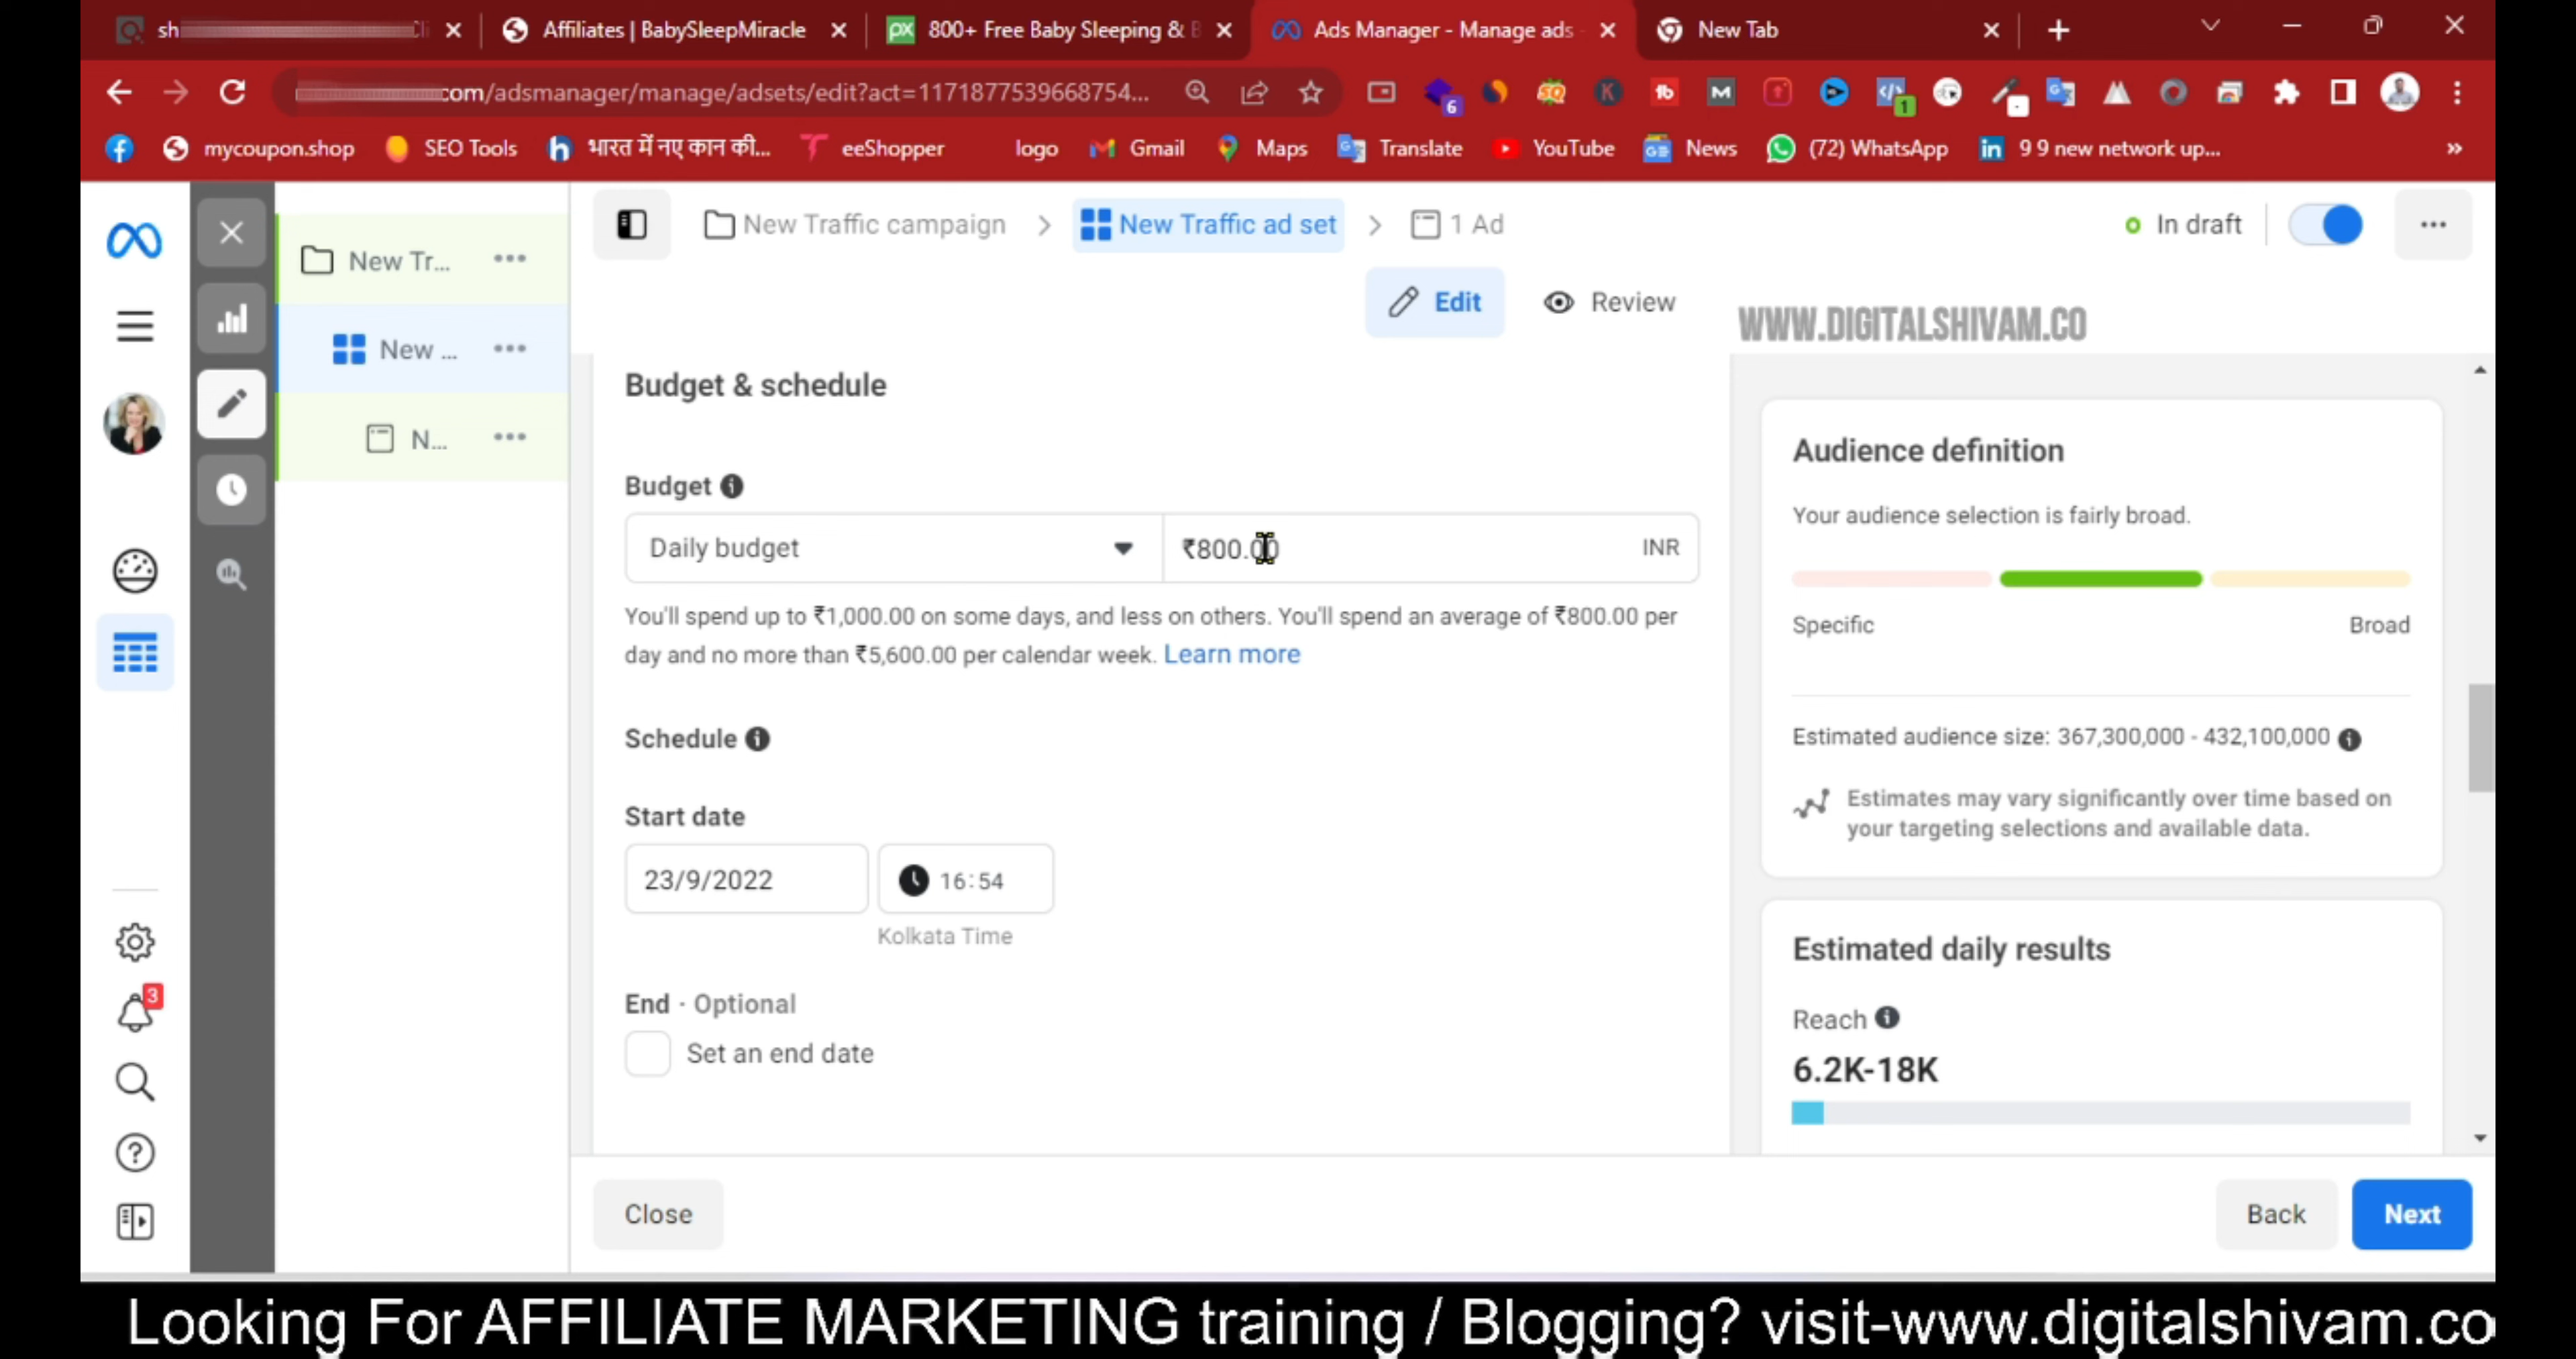 sh
Affiliates | BabySleepMiracle
800+ Free Baby Sleeping & B
Ads Manager - Manage ads
New Tab
com/adsmanager/manage/adsets/edit?act=1171877539668754...
6
1
mycoupon.shop
SEO Tools
भारत में नए कान की...
eeShopper
logo
Gmail
Maps
Translate
YouTube
News
(72) WhatsApp
9 9 new network up...
New Traffic campaign
New Traffic ad set
1 Ad
In draft
New Tr...
New ...
N...
Edit
Review
WWW.DIGITALSHIVAM.CO
Budget & schedule
Budget
Daily budget
₹800.00
INR
You'll spend up to ₹1,000.00 on some days, and less on others. You'll spend an average of ₹800.00 per
day and no more than ₹5,600.00 per calendar week. Learn more
Schedule
Start date
23/9/2022
16:54
Kolkata Time
End · Optional
Set an end date
Audience definition
Your audience selection is fairly broad.
Specific
Broad
Estimated audience size: 367,300,000 - 432,100,000
Estimates may vary significantly over time based on
your targeting selections and available data.
Estimated daily results
Reach
6.2K-18K
3
Close
Back
Next
Looking For AFFILIATE MARKETING training / Blogging? visit-www.digitalshivam.co